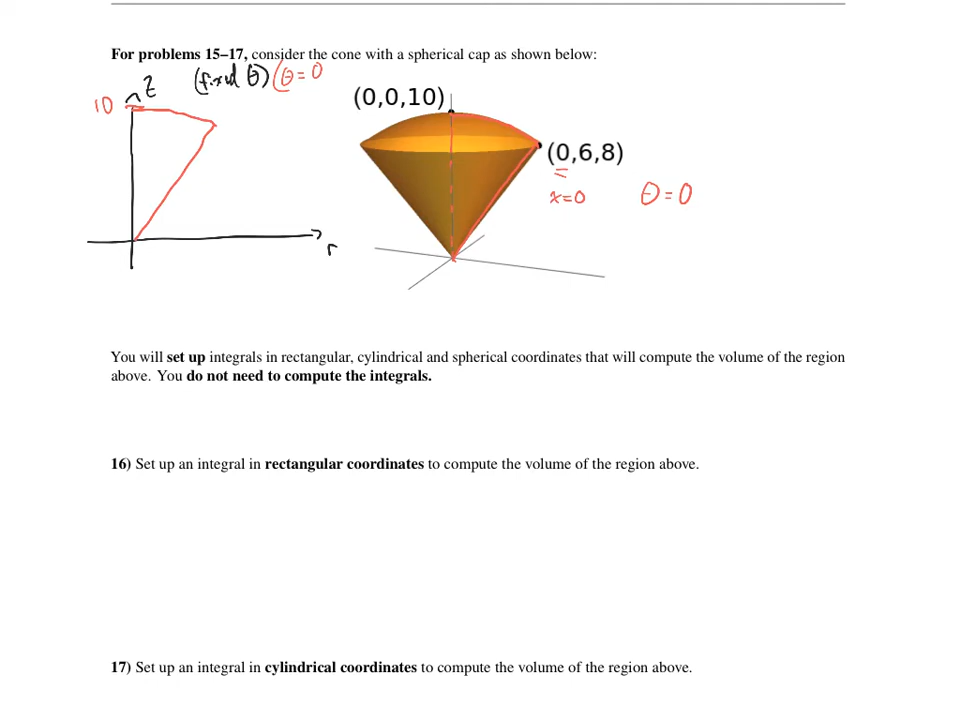 For problems 15–17, consider the cone with a spherical cap as shown below:
z (fixed θ) (θ = 0
10
(0,0,10)
(0,6,8)
x=0 θ = 0
r
You will set up integrals in rectangular, cylindrical and spherical coordinates that will compute the volume of the region
above. You do not need to compute the integrals.
16) Set up an integral in rectangular coordinates to compute the volume of the region above.
17) Set up an integral in cylindrical coordinates to compute the volume of the region above.